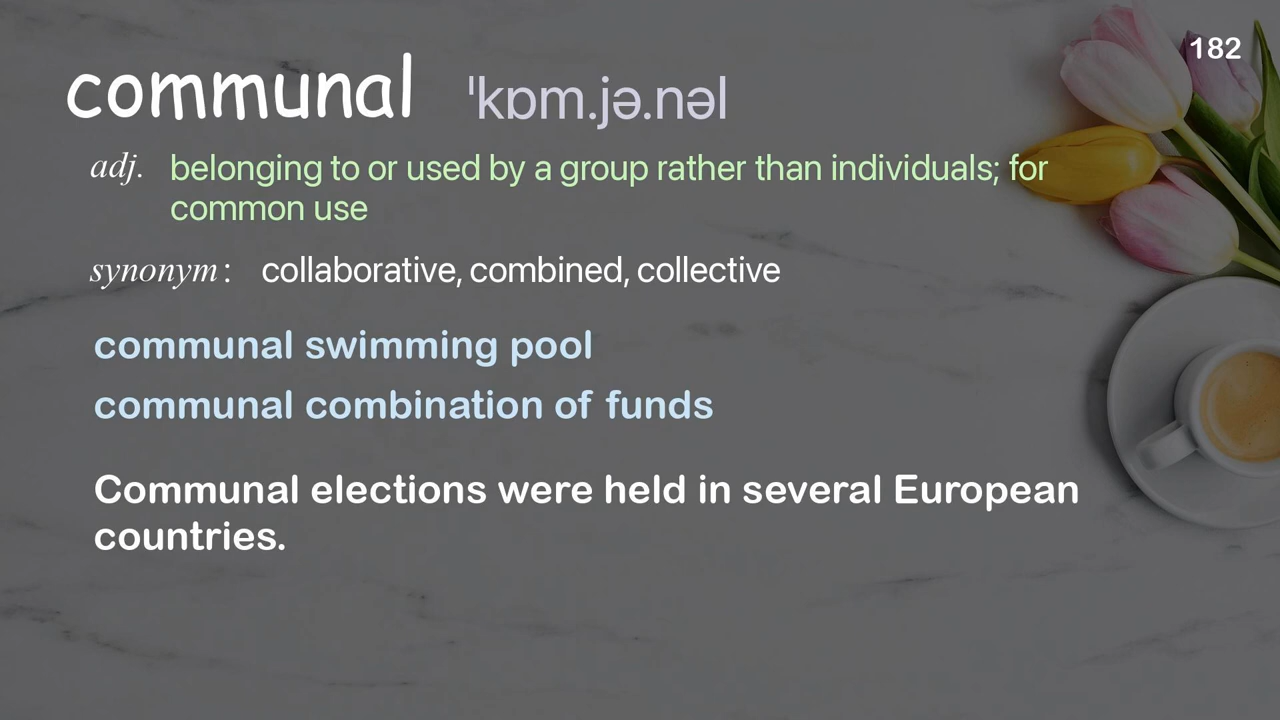 182
communal ˈkɒm.jə.nəl
adj. belonging to or used by a group rather than individuals; for
common use
synonym: collaborative, combined, collective
communal swimming pool
communal combination of funds
Communal elections were held in several European
countries.